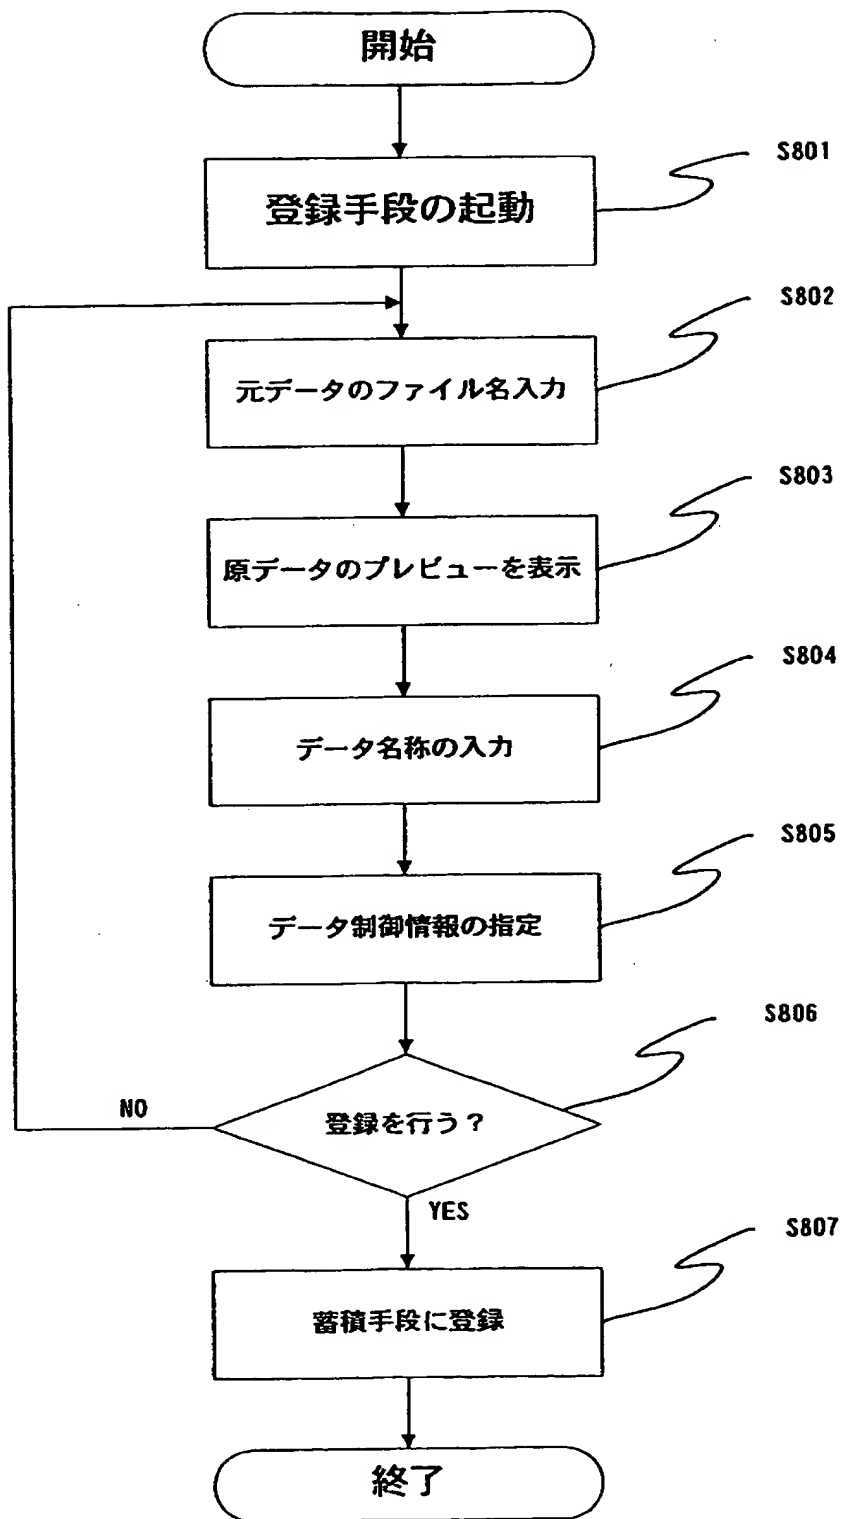 開始
登録手段の起動
S801
元データのファイル名入力
S802
原データのプレビューを表示
S803
データ名称の入力
S804
データ制御情報の指定
S805
登録を行う？
S806
NO
YES
蓄積手段に登録
S807
終了